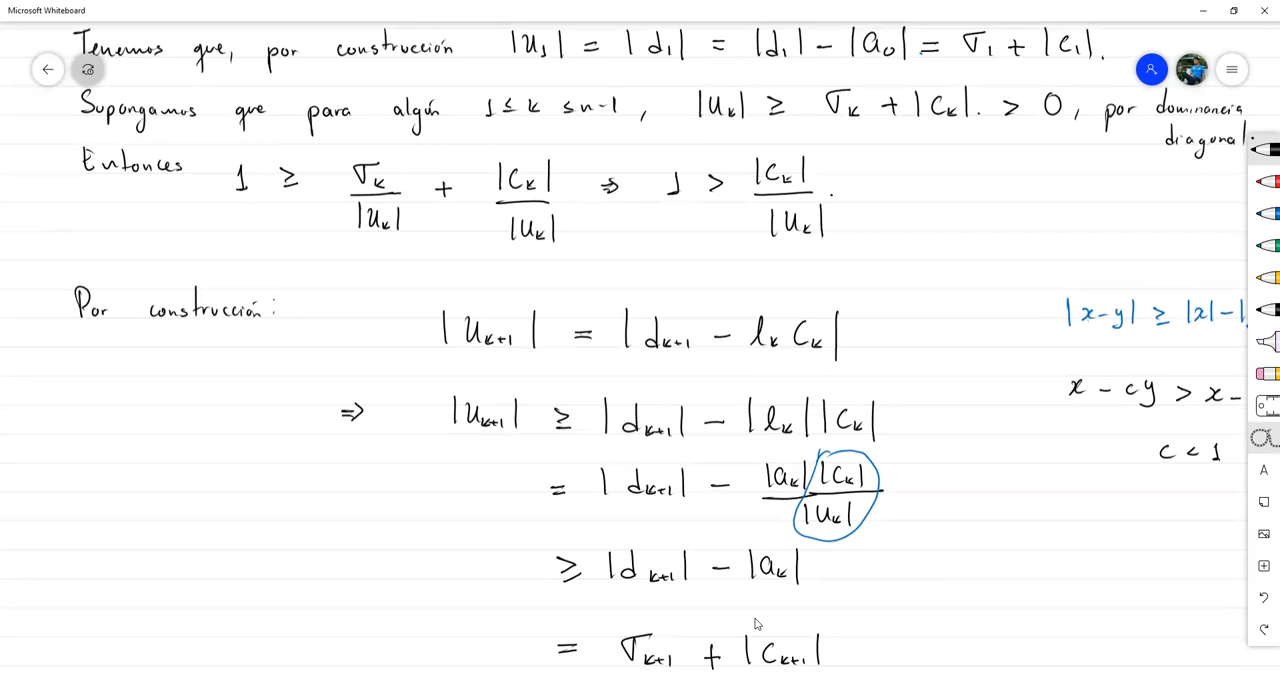 Microsoft Whiteboard
Tenemos que, por construcción |u₁| = |d₁| = |d₁| - |a₀| = σ₁ + |c₁|.
Supongamos que para algún 1 ≤ k ≤ n-1, |uₖ| ≥ σₖ + |cₖ|. > 0, por dominancia
diagonal.
Entonces 1 ≥ σₖ/|uₖ| + |cₖ|/|uₖ| ⇒ 1 > |cₖ|/|uₖ|.
Por construcción:
|uₖ₊₁| = |dₖ₊₁ - lₖ cₖ|
|x-y| ≥ |x|-|
⇒ |uₖ₊₁| ≥ |dₖ₊₁| - |lₖ||cₖ|
x - cy > x -
c < 1
= |dₖ₊₁| - |aₖ||cₖ|/|uₖ|
≥ |dₖ₊₁| - |aₖ|
= σₖ₊₁ + |cₖ₊₁|
A